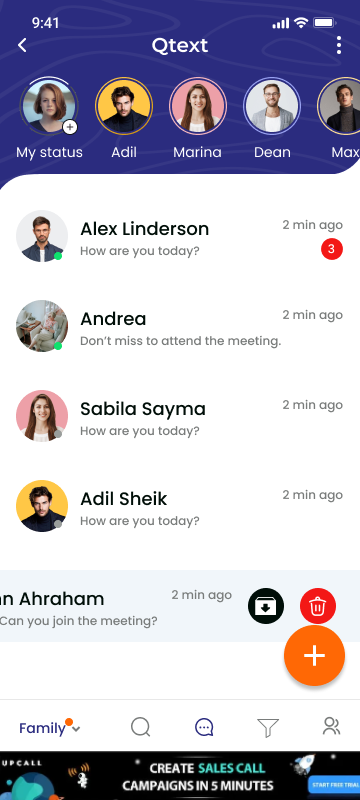 9:41
Qtext
My status
Adil
Marina
Dean
Max
Alex Linderson
2 min ago
How are you today?
3
Andrea
2 min ago
Don't miss to attend the meeting.
Sabila Sayma
2 min ago
How are you today?
Adil Sheik
2 min ago
How are you today?
n Ahraham
2 min ago
Can you join the meeting?
Family
UPCALL
CREATE SALES CALL
CAMPAIGNS IN 5 MINUTES
START FREE TRIAL